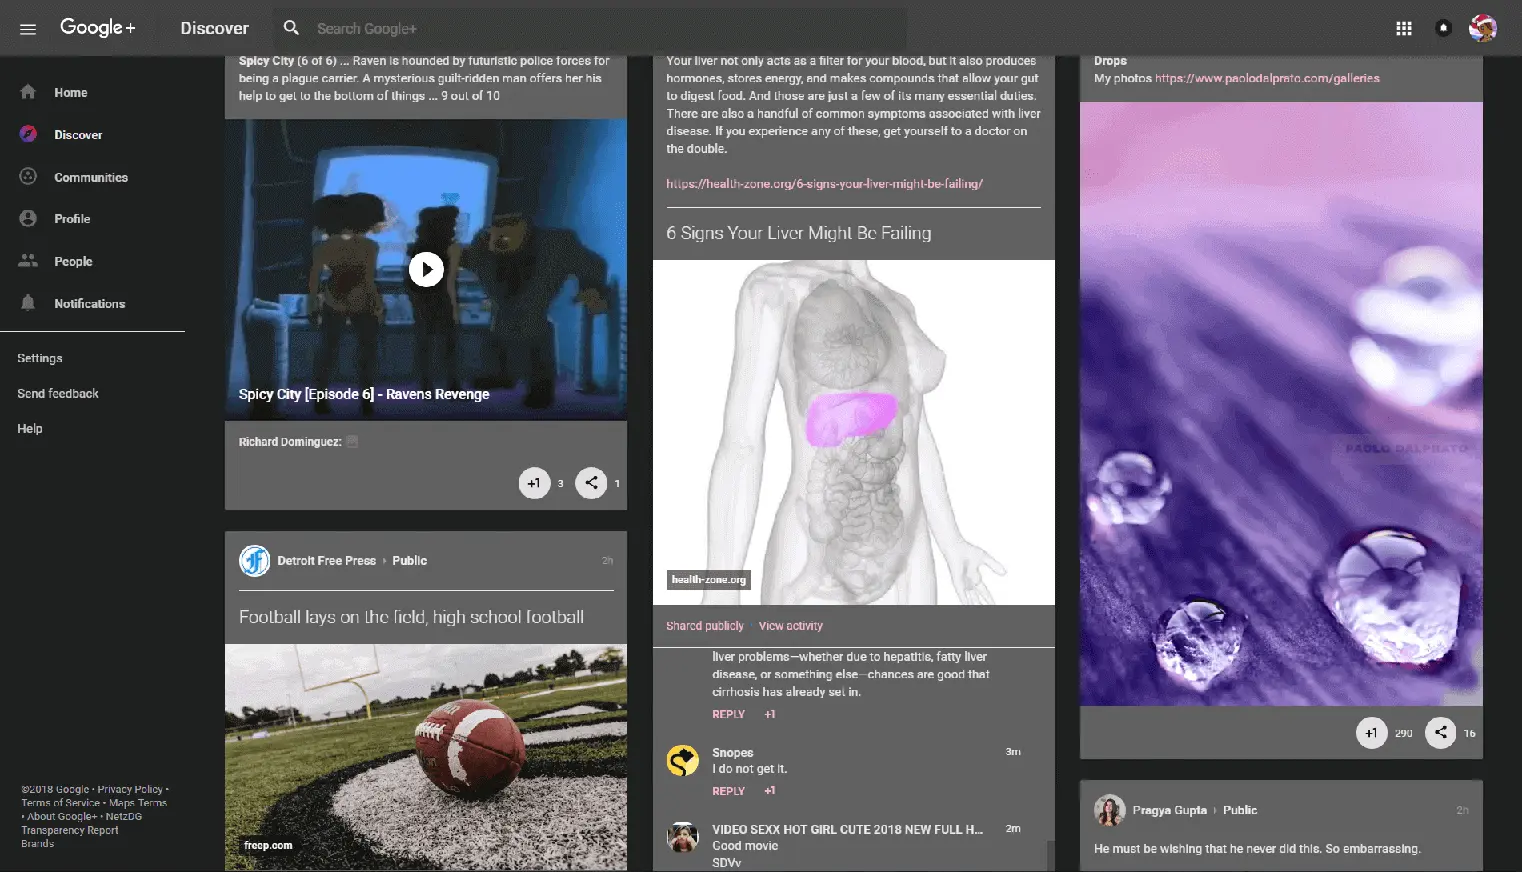 Google+
Discover
Search Google+
Home
Discover
Communities
Profile
People
Notifications
Settings
Send feedback
Help
©2018 Google • Privacy Policy •
Terms of Service • Maps Terms
• About Google+ • NetzDG
Transparency Report
Brands
Spicy City (6 of 6) ... Raven is hounded by futuristic police forces for
being a plague carrier. A mysterious guilt-ridden man offers her his
help to get to the bottom of things ... 9 out of 10
Spicy City [Episode 6] - Ravens Revenge
Richard Dominguez:
+1 3 1
Detroit Free Press › Public 2h
Football lays on the field, high school football
freep.com
Your liver not only acts as a filter for your blood, but it also produces
hormones, stores energy, and makes compounds that allow your gut
to digest food. And those are just a few of its many essential duties.
There are also a handful of common symptoms associated with liver
disease. If you experience any of these, get yourself to a doctor on
the double.
https://health-zone.org/6-signs-your-liver-might-be-failing/
6 Signs Your Liver Might Be Failing
health-zone.org
Shared publicly · View activity
liver problems—whether due to hepatitis, fatty liver
disease, or something else—chances are good that
cirrhosis has already set in.
REPLY +1
Snopes 3m
I do not get it.
REPLY +1
VIDEO SEXX HOT GIRL CUTE 2018 NEW FULL H... 2m
Good movie
SDVv
Drops
My photos https://www.paolodalprato.com/galleries
PAOLO DALPRATO
+1 290 16
Pragya Gupta › Public 2h
He must be wishing that he never did this. So embarrassing.